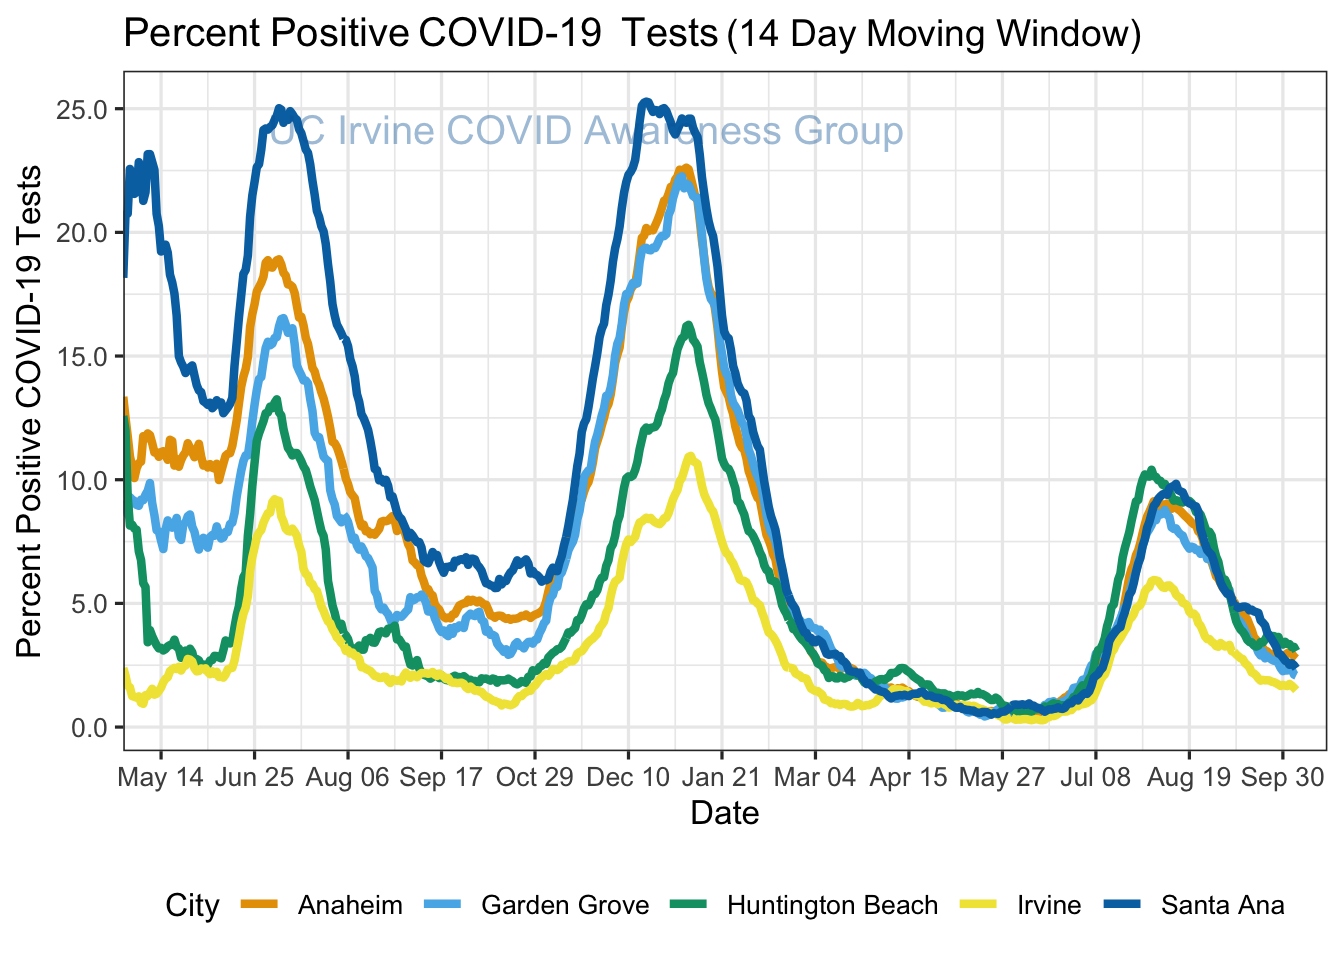 Percent Positive COVID-19 Tests (14 Day Moving Window)
UC Irvine COVID Awareness Group
Percent Positive COVID-19 Tests
25.0
20.0
15.0
10.0
5.0
0.0
May 14 Jun 25 Aug 06 Sep 17 Oct 29 Dec 10 Jan 21 Mar 04 Apr 15 May 27 Jul 08 Aug 19 Sep 30
Date
City Anaheim Garden Grove Huntington Beach Irvine Santa Ana